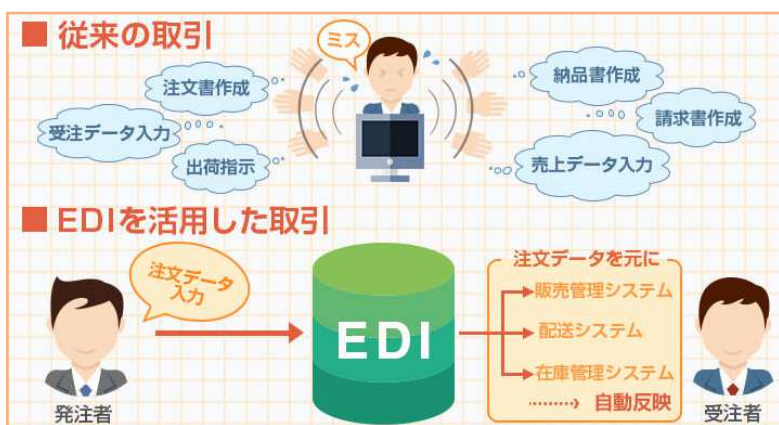 ■ 従来の取引
ミス
注文書作成
受注データ入力
出荷指示
納品書作成
請求書作成
売上データ入力
■ EDIを活用した取引
注文データ
入力
発注者
EDI
注文データを元に
販売管理システム
配送システム
在庫管理システム
自動反映
受注者